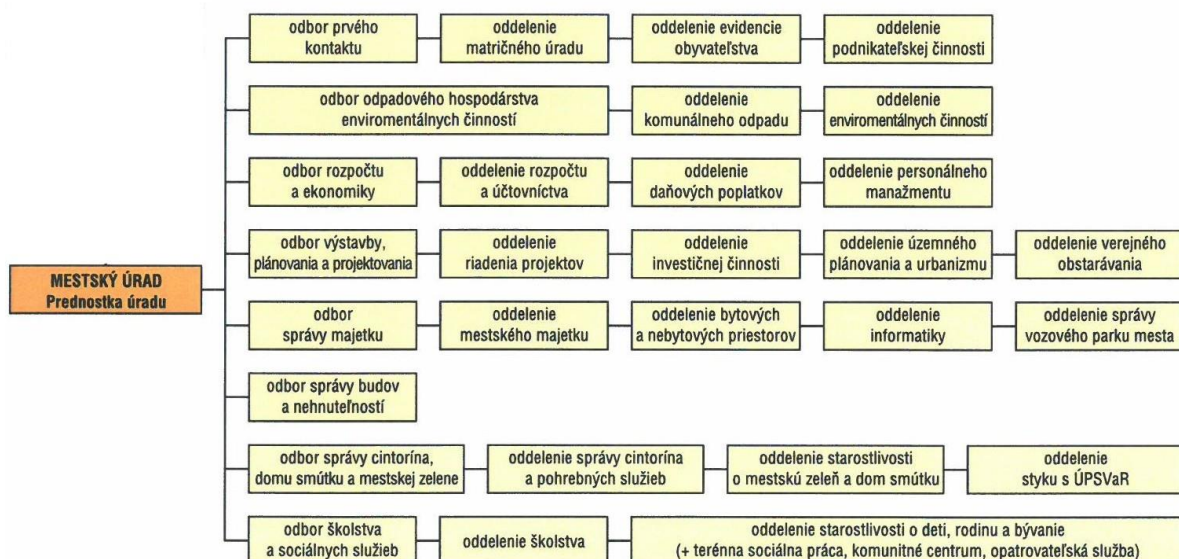 odbor prvého
kontaktu
oddelenie
matričného úradu
oddelenie evidencie
obyvateľstva
oddelenie
podnikateľskej činnosti
odbor odpadového hospodárstva
enviromentálnych činností
oddelenie
komunálneho odpadu
oddelenie
enviromentálnych činností
odbor rozpočtu
a ekonomiky
oddelenie rozpočtu
a účtovníctva
oddelenie
daňových poplatkov
oddelenie personálneho
manažmentu
odbor výstavby,
plánovania a projektovania
oddelenie
riadenia projektov
oddelenie
investičnej činnosti
oddelenie územného
plánovania a urbanizmu
oddelenie verejného
obstarávania
MESTSKÝ ÚRAD
Prednostka úradu
odbor
správy majetku
oddelenie
mestského majetku
oddelenie bytových
a nebytových priestorov
oddelenie
informatiky
oddelenie správy
vozového parku mesta
odbor správy budov
a nehnuteľností
odbor správy cintorína,
domu smútku a mestskej zelene
oddelenie správy cintorína
a pohrebných služieb
oddelenie starostlivosti
o mestskú zeleň a dom smútku
oddelenie
styku s ÚPSVaR
odbor školstva
a sociálnych služieb
oddelenie školstva
oddelenie starostlivosti o deti, rodinu a bývanie
(+ terénna sociálna práca, komunitné centrum, opatrovateľská služba)